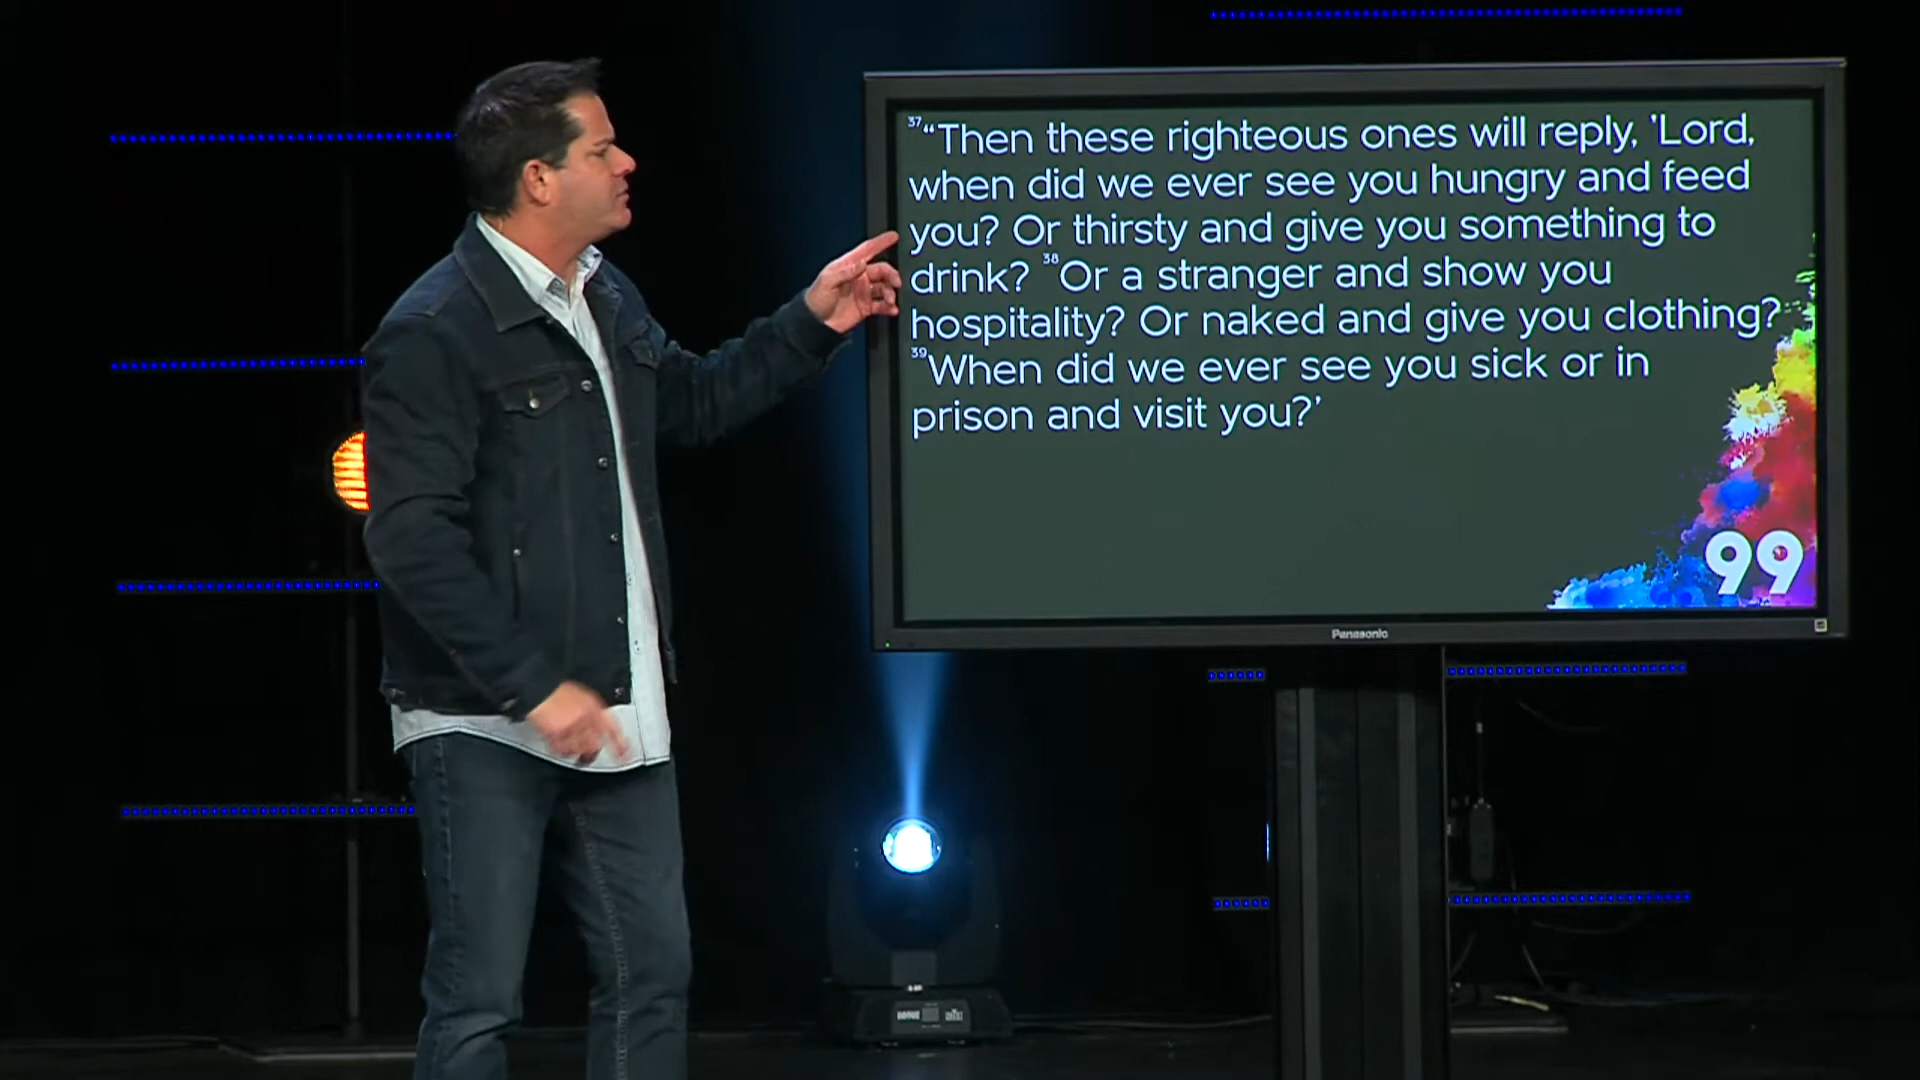 ³⁷“Then these righteous ones will reply, ‘Lord,
when did we ever see you hungry and feed
you? Or thirsty and give you something to
drink? ³⁸Or a stranger and show you
hospitality? Or naked and give you clothing?
³⁹When did we ever see you sick or in
prison and visit you?’
99
Panasonic